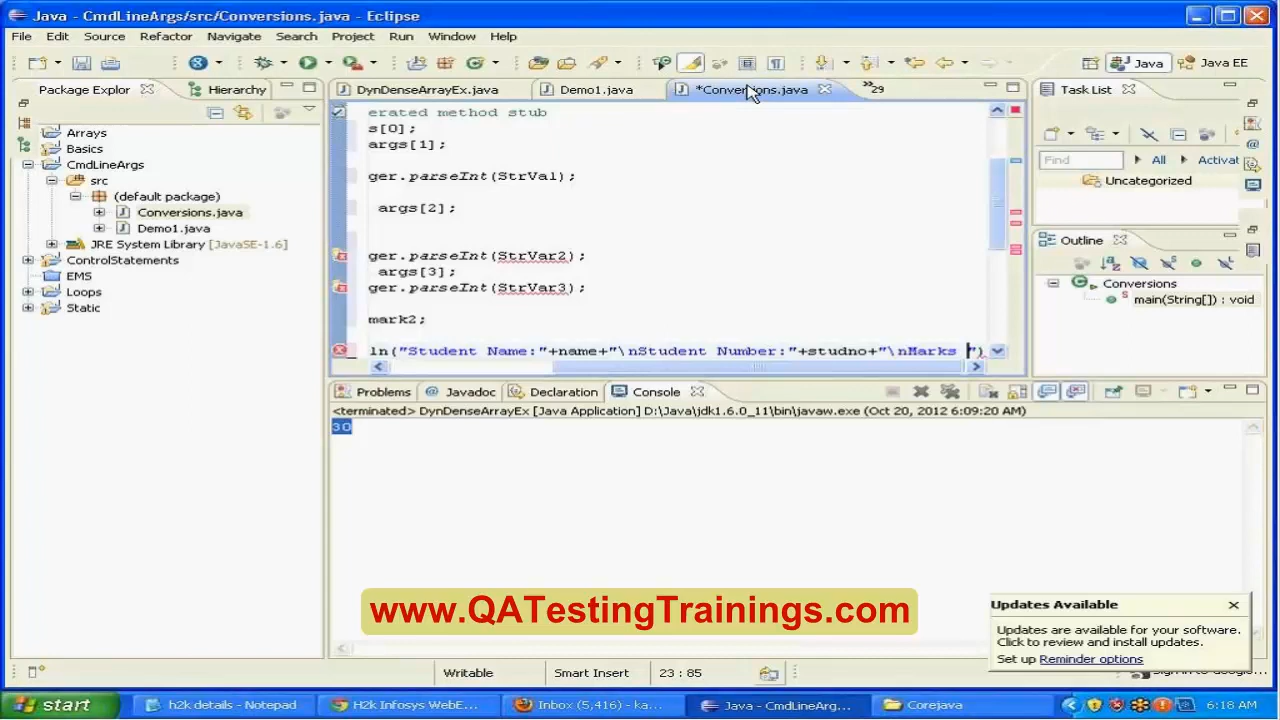 Java - CmdLineArgs/src/Conversions.java - Eclipse
File Edit Source Refactor Navigate Search Project Run Window Help
Java Java EE
Package Explor Hierarchy
DynDenseArrayEx.java Demo1.java *Conversions.java 29
Task List
Arrays
Basics
CmdLineArgs
src
(default package)
Conversions.java
Demo1.java
JRE System Library [JavaSE-1.6]
ControlStatements
EMS
Loops
Static
erated method stub
s[0];
args[1];
ger.parseInt(StrVal);
args[2];
ger.parseInt(StrVar2);
args[3];
ger.parseInt(StrVar3);
mark2;
ln("Student Name:"+name+"\nStudent Number:"+studno+"\nMarks ")
Find All Activat
Uncategorized
Outline
Conversions
main(String[]) : void
Problems Javadoc Declaration Console
<terminated> DynDenseArrayEx [Java Application] D:\Java\jdk1.6.0_11\bin\javaw.exe (Oct 20, 2012 6:09:20 AM)
30
www.QATestingTrainings.com
Updates Available
Updates are available for your software.
Click to review and install updates.
Set up Reminder options
Writable Smart Insert 23 : 85
start h2k details - Notepad H2k Infosys WebE... Inbox (5,416) - ka... Java - CmdLineArg... Corejava 6:18 AM